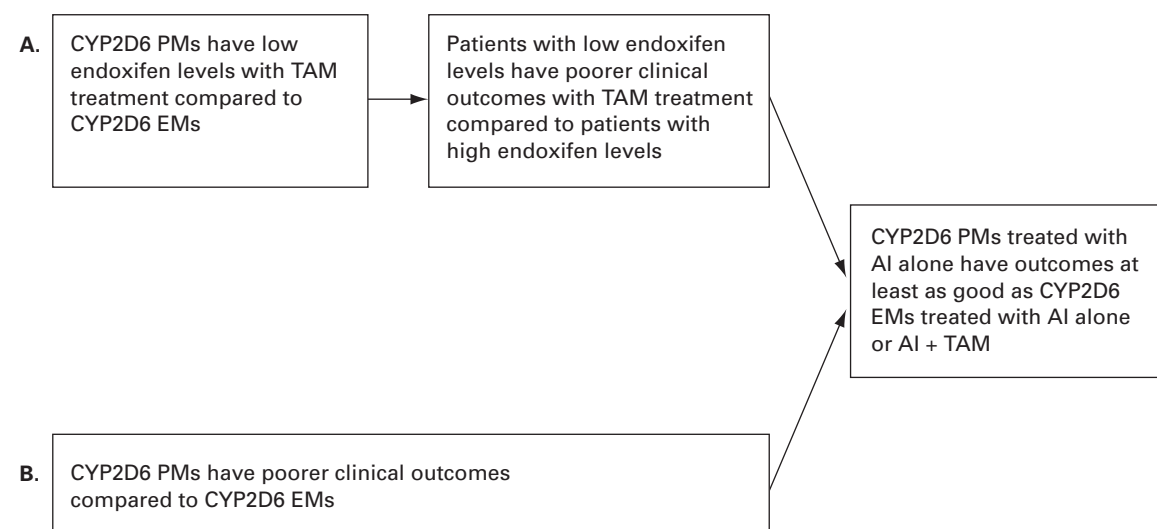 A.
CYP2D6 PMs have low
endoxifen levels with TAM
treatment compared to
CYP2D6 EMs
Patients with low endoxifen
levels have poorer clinical
outcomes with TAM treatment
compared to patients with
high endoxifen levels
CYP2D6 PMs treated with
AI alone have outcomes at
least as good as CYP2D6
EMs treated with AI alone
or AI + TAM
B.
CYP2D6 PMs have poorer clinical outcomes
compared to CYP2D6 EMs